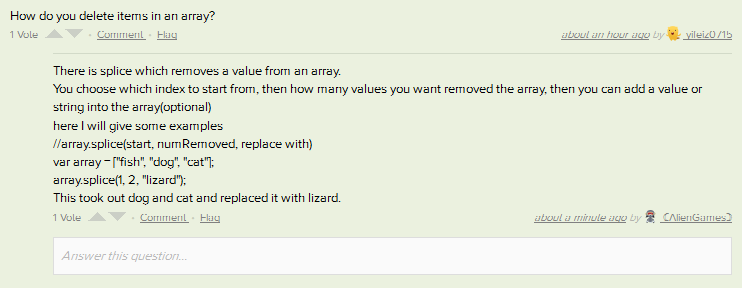 How do you delete items in an array?
1 Vote · Comment · Flag about an hour ago by yileiz0715
There is splice which removes a value from an array.
You choose which index to start from, then how many values you want removed the array, then you can add a value or
string into the array(optional)
here I will give some examples
//array.splice(start, numRemoved, replace with)
var array = ["fish", "dog", "cat"];
array.splice(1, 2, "lizard");
This took out dog and cat and replaced it with lizard.
1 Vote · Comment · Flag about a minute ago by ℂAlienGamesℑ
Answer this question...